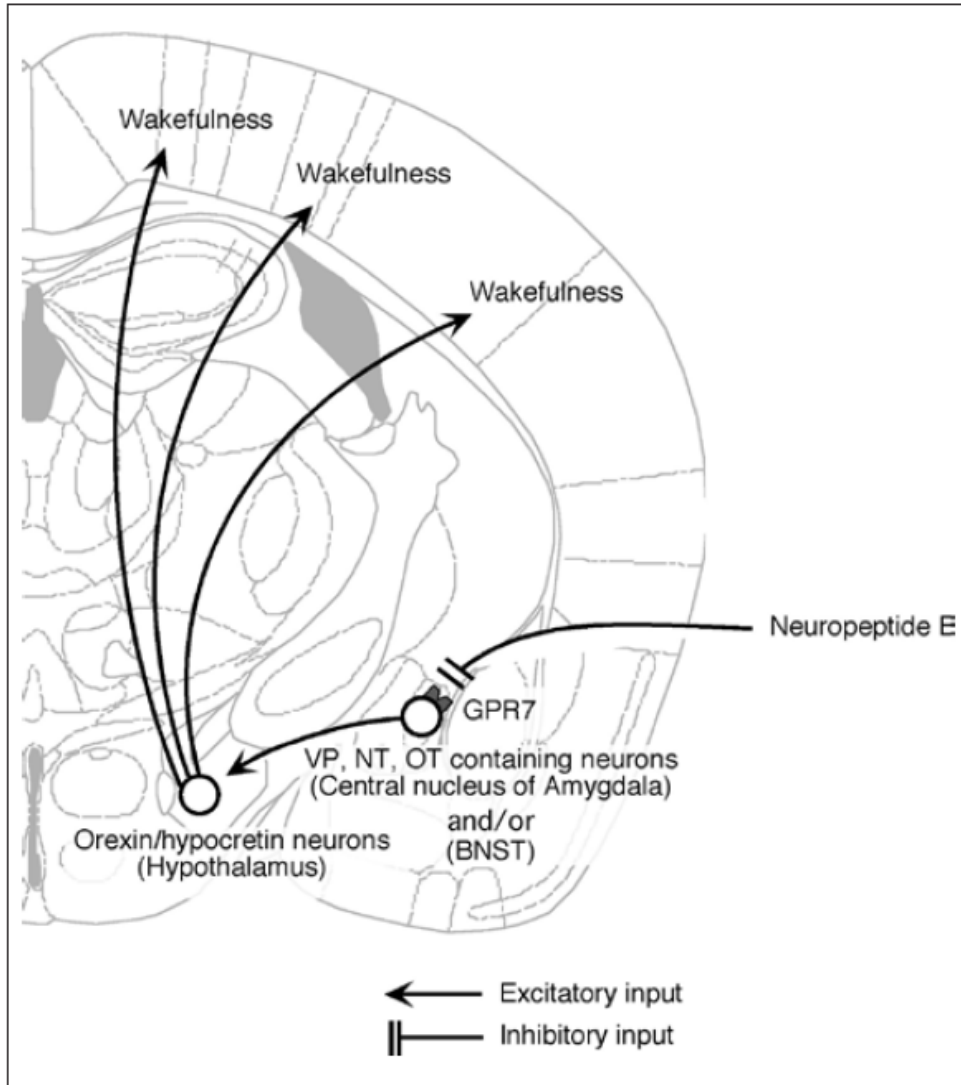 Wakefulness
Wakefulness
Wakefulness
Neuropeptide B
GPR7
VP, NT, OT containing neurons
(Central nucleus of Amygdala)
and/or
(BNST)
Orexin/hypocretin neurons
(Hypothalamus)
Excitatory input
Inhibitory input